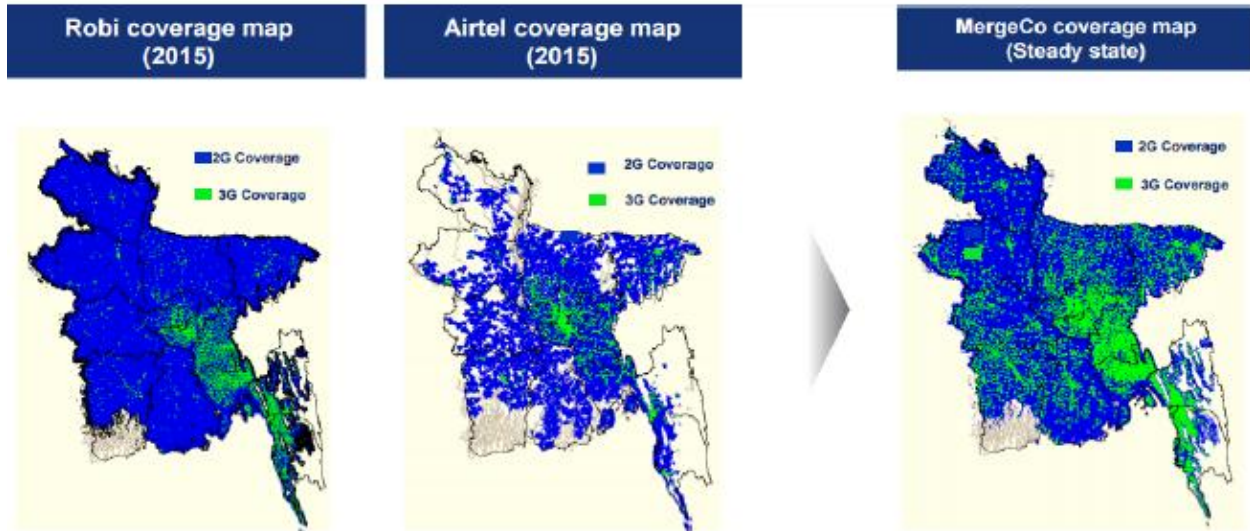 Robi coverage map
(2015)
Airtel coverage map
(2015)
MergeCo coverage map
(Steady state)
2G Coverage
3G Coverage
2G Coverage
3G Coverage
2G Coverage
3G Coverage